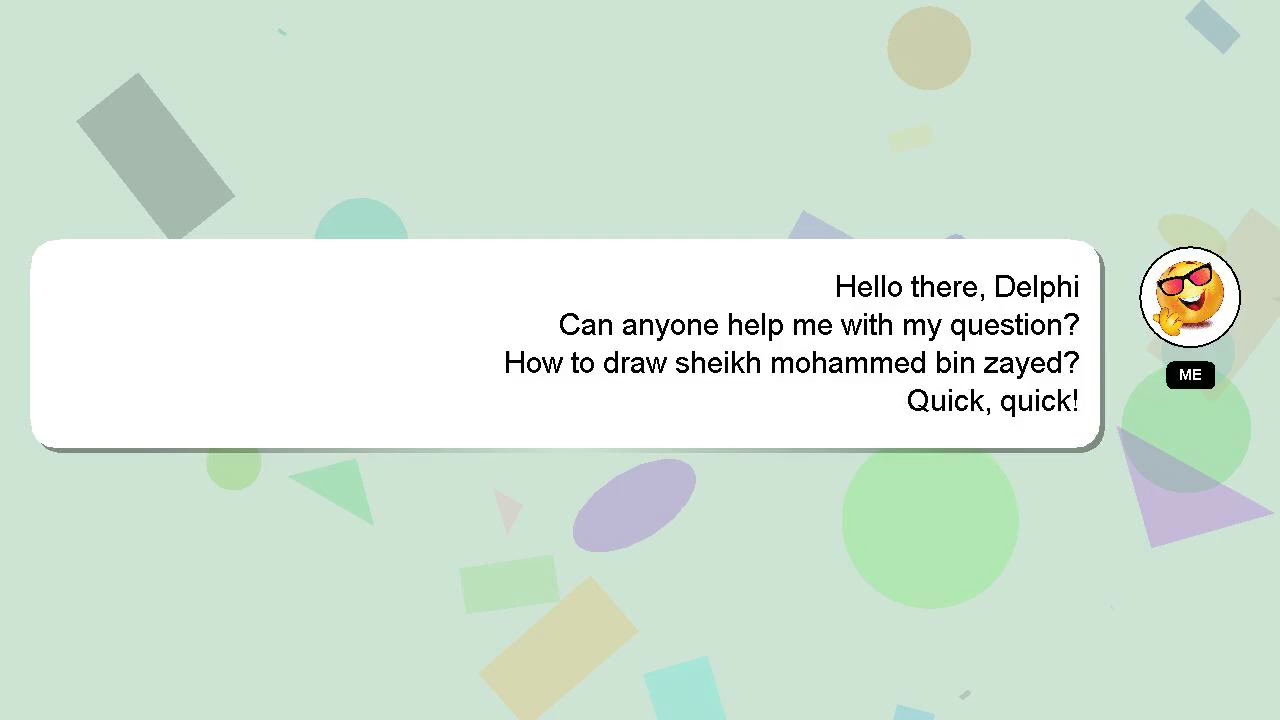 Hello there, Delphi
Can anyone help me with my question?
How to draw sheikh mohammed bin zayed?
Quick, quick!
ME